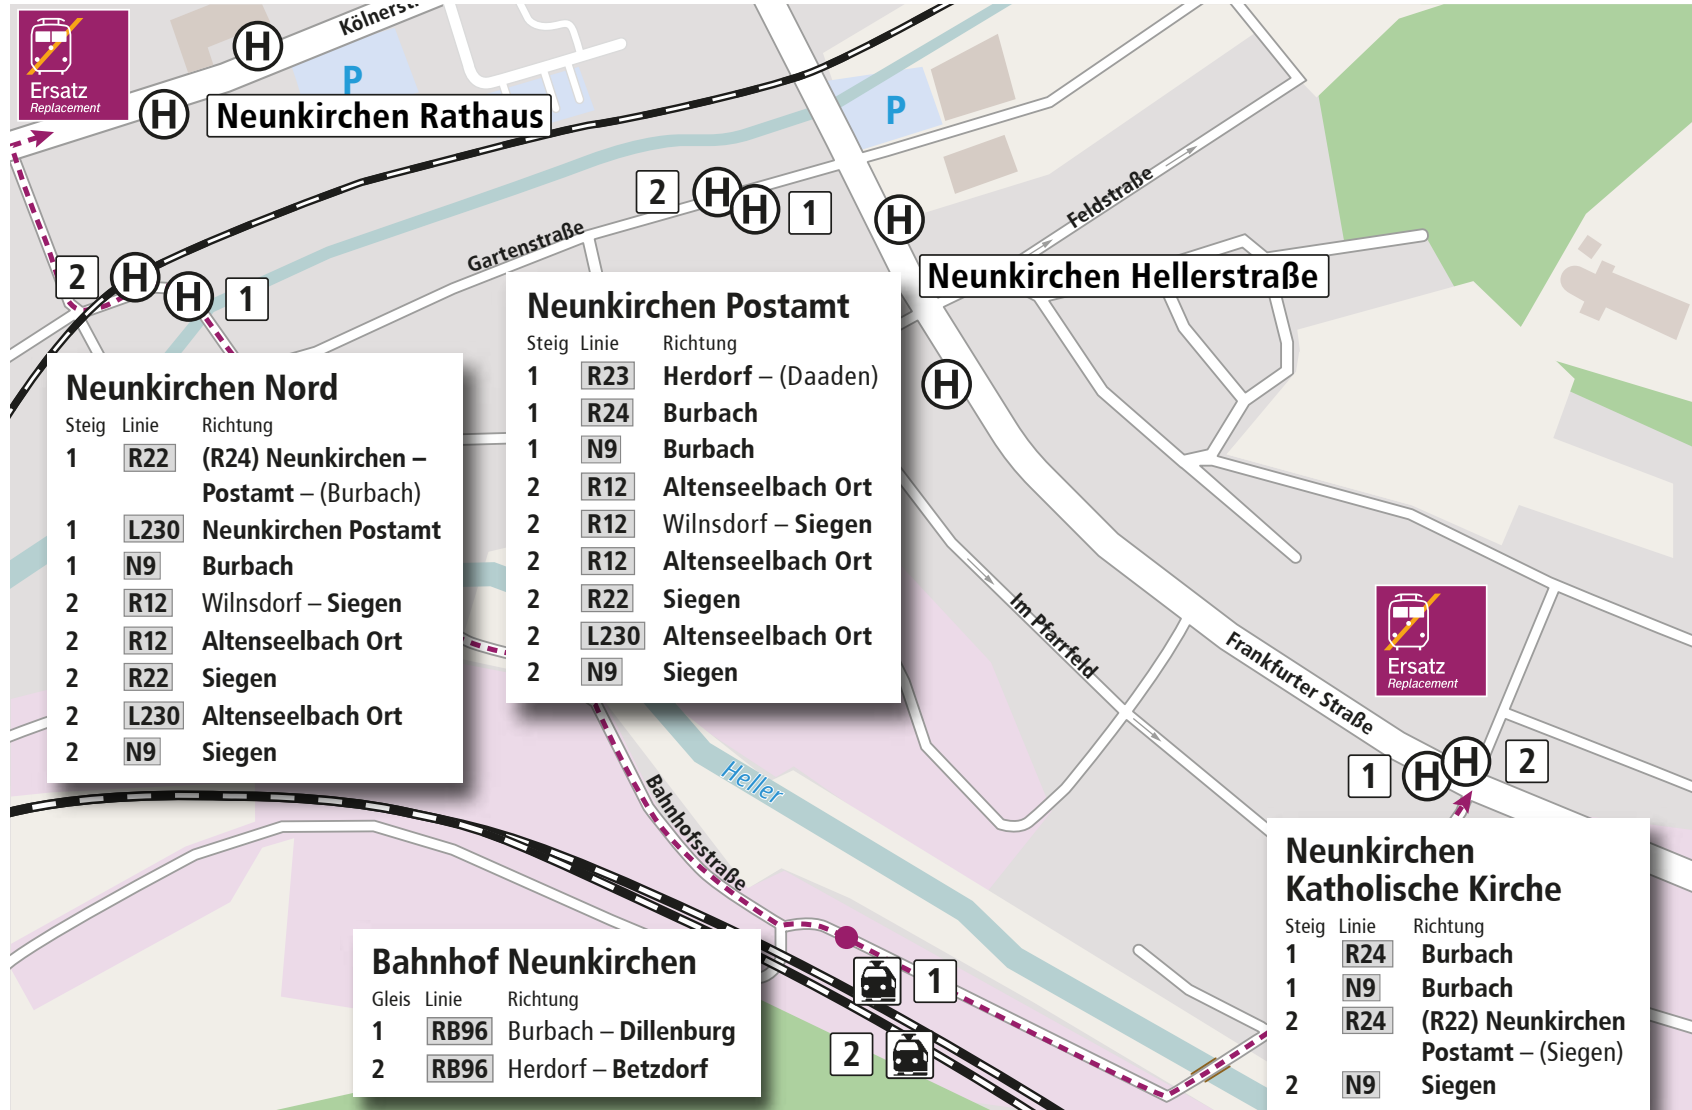 Ersatz
Replacement
H
Kölnerstr
P
H
Neunkirchen Rathaus
P
2
H
H
1
H
Feldstraße
Gartenstraße
Neunkirchen Hellerstraße
2
H
H
1
H
Neunkirchen Postamt
Steig Linie Richtung
1 R23 Herdorf – (Daaden)
1 R24 Burbach
1 N9 Burbach
2 R12 Altenseelbach Ort
2 R12 Wilnsdorf – Siegen
2 R12 Altenseelbach Ort
2 R22 Siegen
2 L230 Altenseelbach Ort
2 N9 Siegen
Neunkirchen Nord
Steig Linie Richtung
1 R22 (R24) Neunkirchen –
Postamt – (Burbach)
1 L230 Neunkirchen Postamt
1 N9 Burbach
2 R12 Wilnsdorf – Siegen
2 R12 Altenseelbach Ort
2 R22 Siegen
2 L230 Altenseelbach Ort
2 N9 Siegen
Im Pfarrfeld
Frankfurter Straße
Ersatz
Replacement
1
H
H
2
Heller
Bahnhofsstraße
Bahnhof Neunkirchen
Gleis Linie Richtung
1 RB96 Burbach – Dillenburg
2 RB96 Herdorf – Betzdorf
1
2
Neunkirchen
Katholische Kirche
Steig Linie Richtung
1 R24 Burbach
1 N9 Burbach
2 R24 (R22) Neunkirchen
Postamt – (Siegen)
2 N9 Siegen